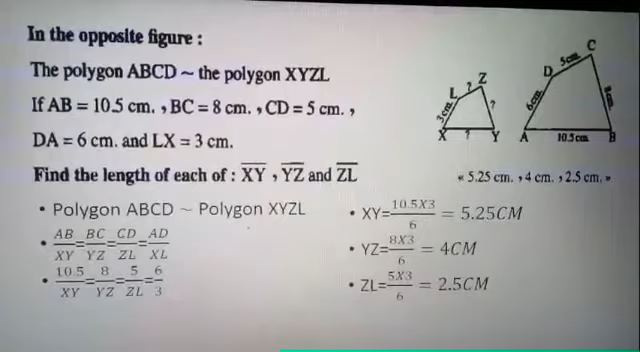 In the opposite figure :
The polygon ABCD ~ the polygon XYZL
If AB = 10.5 cm. , BC = 8 cm. , CD = 5 cm. ,
DA = 6 cm. and LX = 3 cm.
Find the length of each of : XY , YZ and ZL
L ? Z
3 cm. ?
X ? Y
C
D 5cm.
6cm. 8cm.
A 10.5cm B
« 5.25 cm. , 4 cm. , 2.5 cm. »
• Polygon ABCD ~ Polygon XYZL
• AB/XY = BC/YZ = CD/ZL = AD/XL
• 10.5/XY = 8/YZ = 5/ZL = 6/3
• XY= 10.5X3/6 = 5.25CM
• YZ= 8X3/6 = 4CM
• ZL= 5X3/6 = 2.5CM